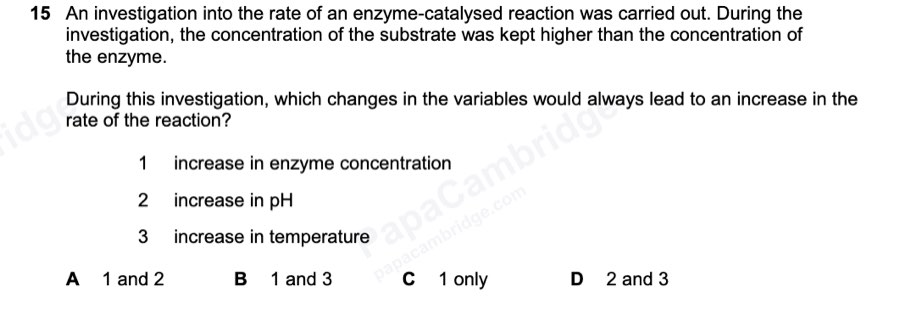 15 An investigation into the rate of an enzyme-catalysed reaction was carried out. During the
investigation, the concentration of the substrate was kept higher than the concentration of
the enzyme.
During this investigation, which changes in the variables would always lead to an increase in the
rate of the reaction?
1 increase in enzyme concentration
2 increase in pH
3 increase in temperature
A 1 and 2 B 1 and 3 C 1 only D 2 and 3
PapaCambridge
papacambridge.com